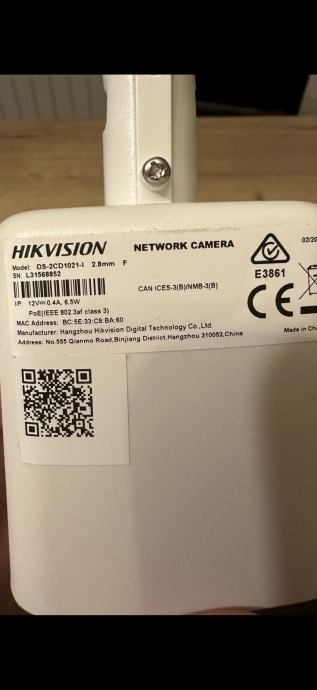 HIKVISION NETWORK CAMERA
Model: DS-2CD1021-I 2.8mm F
SN: L31568852
I/P: 12V⎓0.4A, 6.5W
PoE(IEEE 802.3af class 3)
CAN ICES-3(B)/NMB-3(B)
MAC Address: BC:5E:33:C9:BA:60
Manufacturer: Hangzhou Hikvision Digital Technology Co.,Ltd.
Address: No.555 Qianmo Road,Binjiang District,Hangzhou 310052,China
E3861
CE
02/20
Made in Ch